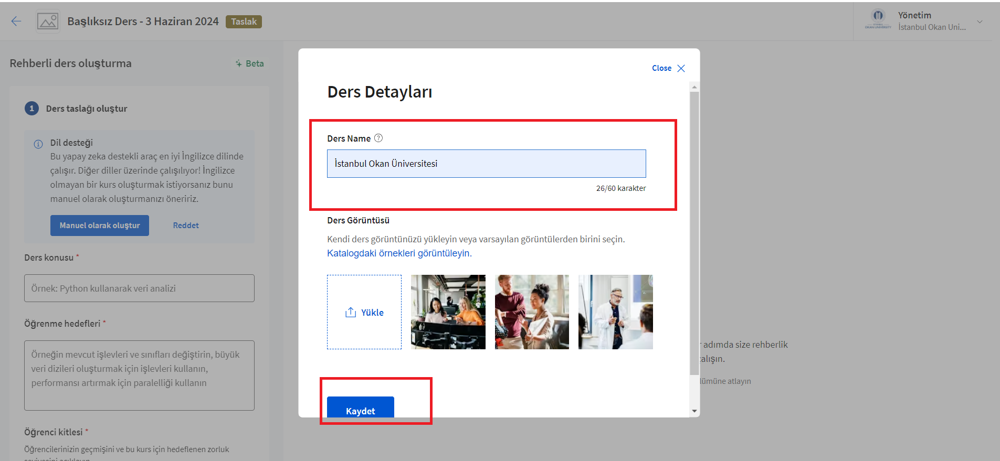 Başlıksız Ders - 3 Haziran 2024 Taslak
Yönetim
İstanbul Okan Uni...
OKAN UNIVERSITY
Rehberli ders oluşturma
Beta
1 Ders taslağı oluştur
Dil desteği
Bu yapay zeka destekli araç en iyi İngilizce dilinde
çalışır. Diğer diller üzerinde çalışılıyor! İngilizce
olmayan bir kurs oluşturmak istiyorsanız bunu
manuel olarak oluşturmanızı öneririz.
Manuel olarak oluştur Reddet
Ders konusu *
Örnek: Python kullanarak veri analizi
Öğrenme hedefleri *
Örneğin mevcut işlevleri ve sınıfları değiştirin, büyük
veri dizileri oluşturmak için işlevleri kullanın,
performansı artırmak için paralelliği kullanın
Öğrenci kitlesi *
Öğrencilerinizin geçmişini ve bu kurs için hedeflenen zorluk
Close
Ders Detayları
Ders Name ?
İstanbul Okan Üniversitesi
26/60 karakter
Ders Görüntüsü
Kendi ders görüntünüzü yükleyin veya varsayılan görüntülerden birini seçin.
Katalogdaki örnekleri görüntüleyin.
Yükle
Kaydet
adımda size rehberlik
çalışın.
lümüne atlayın